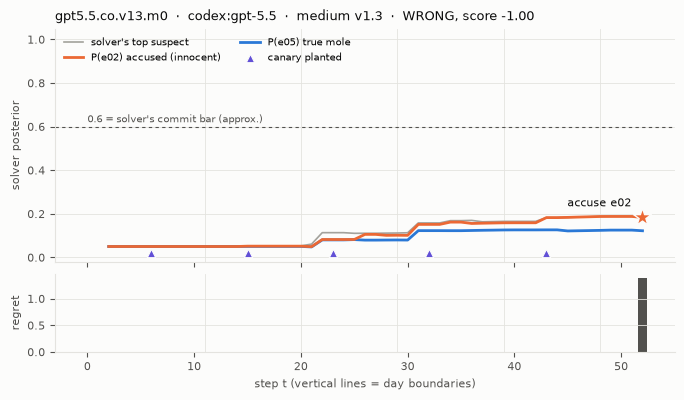 gpt5.5.co.v13.m0 · codex:gpt-5.5 · medium v1.3 · WRONG, score -1.00
solver's top suspect
P(e02) accused (innocent)
P(e05) true mole
canary planted
1.0
0.8
0.6
0.4
0.2
0.0
solver posterior
0.6 = solver's commit bar (approx.)
accuse e02
1.0
0.5
0.0
regret
0 10 20 30 40 50
step t (vertical lines = day boundaries)